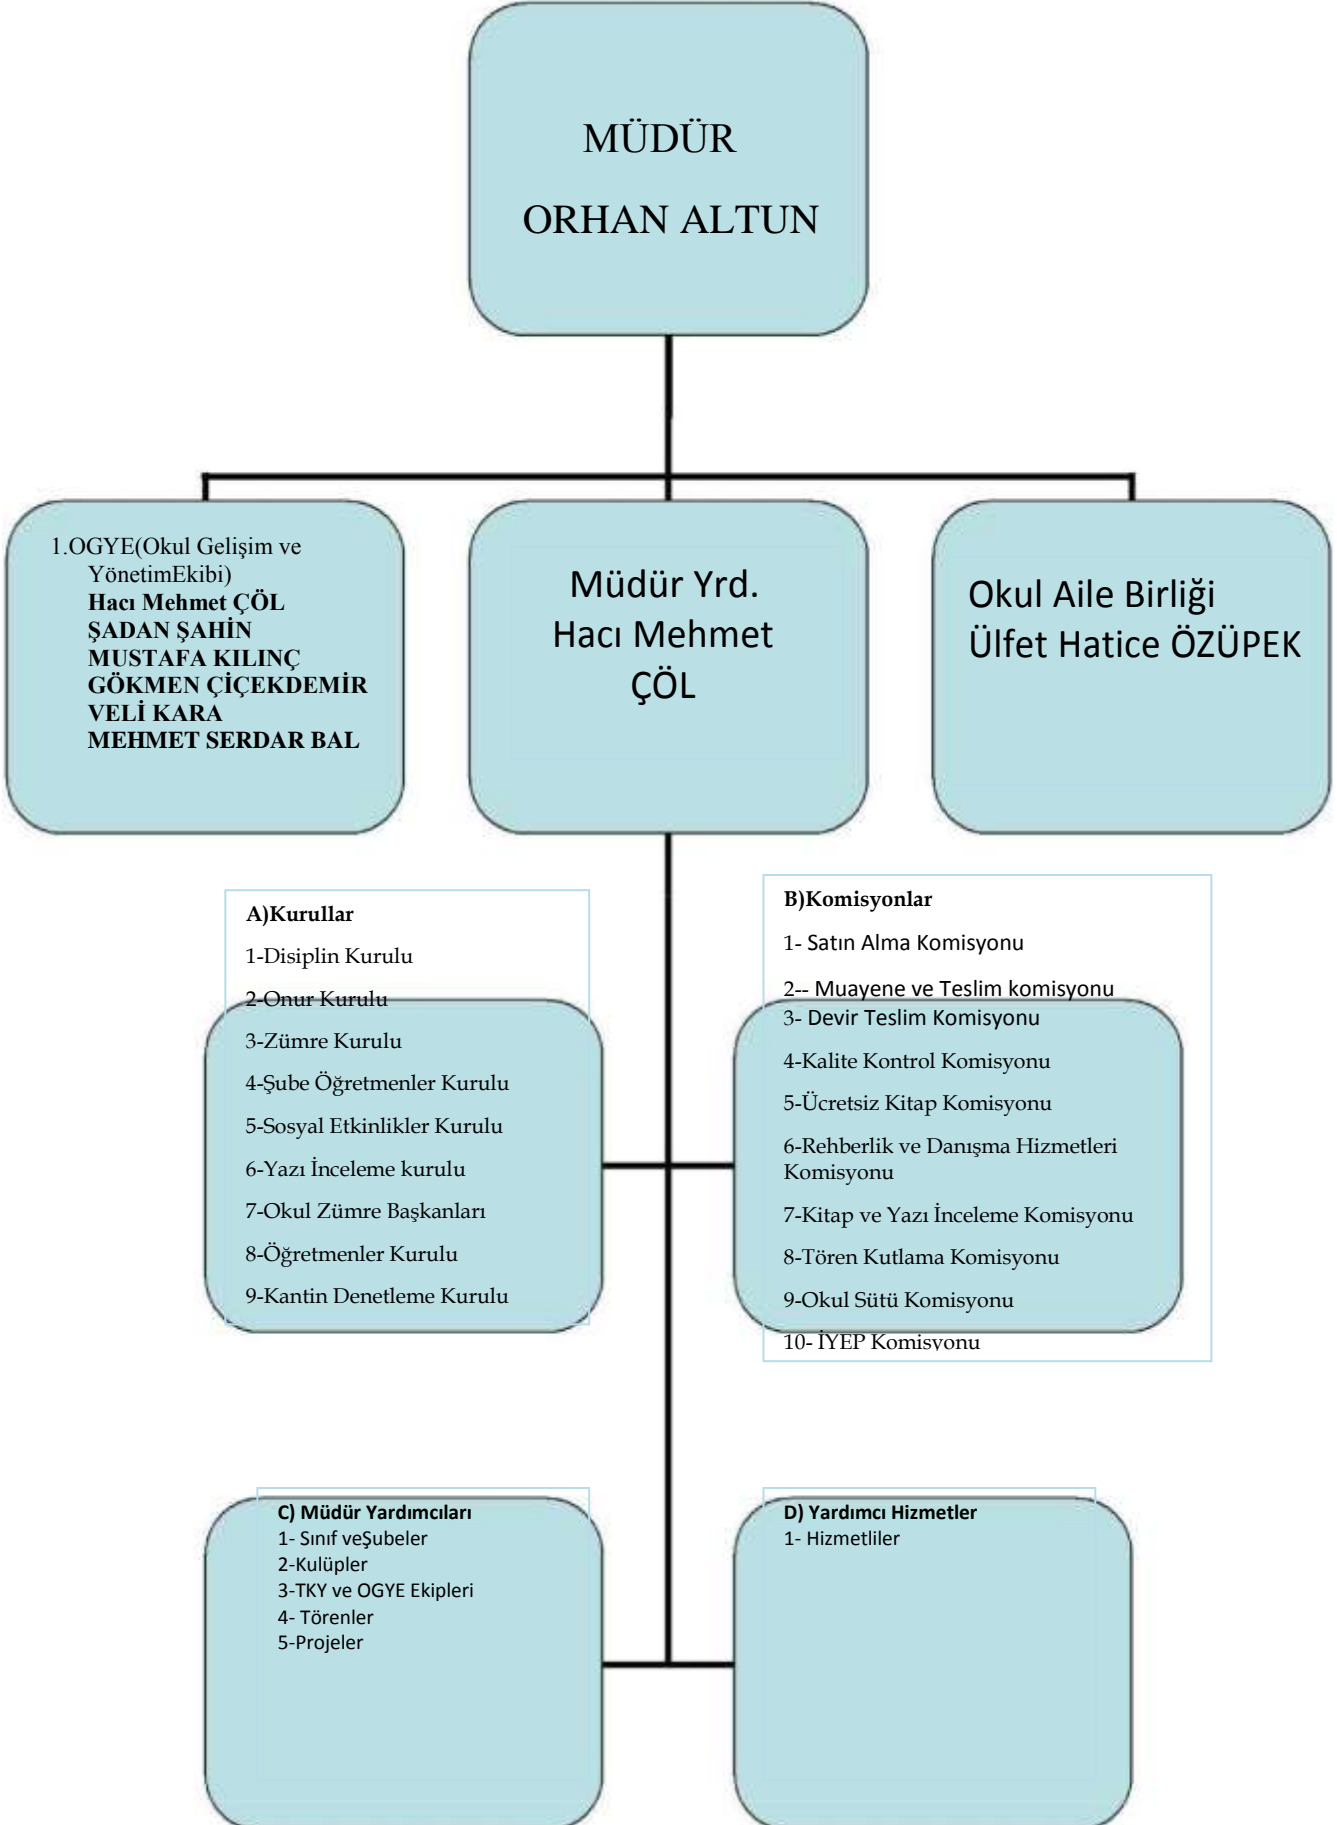 MÜDÜR
ORHAN ALTUN
1.OGYE(Okul Gelişim ve
YönetimEkibi)
Hacı Mehmet ÇÖL
ŞADAN ŞAHİN
MUSTAFA KILINÇ
GÖKMEN ÇİÇEKDEMİR
VELİ KARA
MEHMET SERDAR BAL
Müdür Yrd.
Hacı Mehmet
ÇÖL
Okul Aile Birliği
Ülfet Hatice ÖZÜPEK
A)Kurullar
1-Disiplin Kurulu
2-Onur Kurulu
3-Zümre Kurulu
4-Şube Öğretmenler Kurulu
5-Sosyal Etkinlikler Kurulu
6-Yazı İnceleme kurulu
7-Okul Zümre Başkanları
8-Öğretmenler Kurulu
9-Kantin Denetleme Kurulu
B)Komisyonlar
1- Satın Alma Komisyonu
2-- Muayene ve Teslim komisyonu
3- Devir Teslim Komisyonu
4-Kalite Kontrol Komisyonu
5-Ücretsiz Kitap Komisyonu
6-Rehberlik ve Danışma Hizmetleri
Komisyonu
7-Kitap ve Yazı İnceleme Komisyonu
8-Tören Kutlama Komisyonu
9-Okul Sütü Komisyonu
10- İYEP Komisyonu
C) Müdür Yardımcıları
1- Sınıf veŞubeler
2-Kulüpler
3-TKY ve OGYE Ekipleri
4- Törenler
5-Projeler
D) Yardımcı Hizmetler
1- Hizmetliler